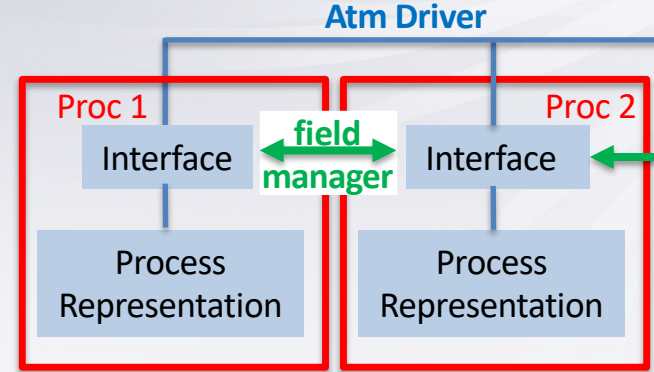 Atm Driver
Proc 1
Proc 2
Interface
field
manager
Interface
Process
Representation
Process
Representation